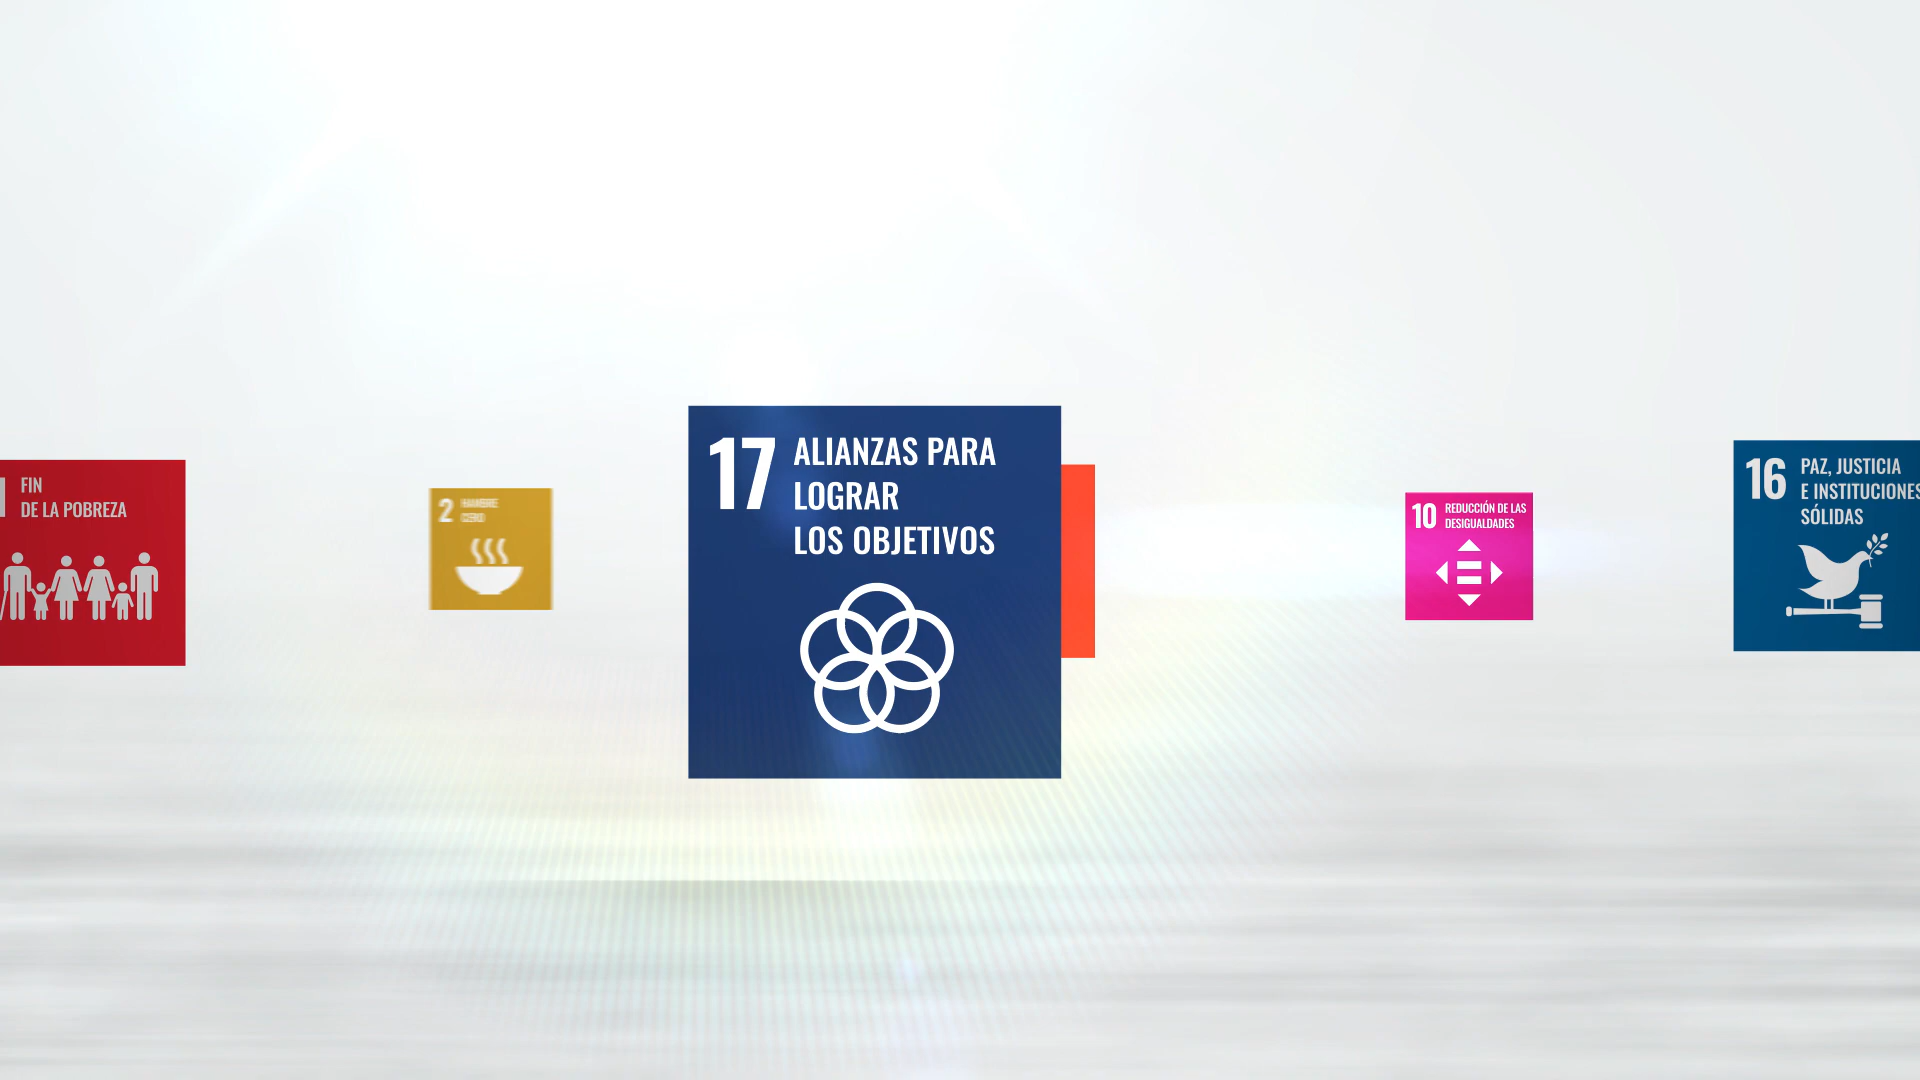 FIN
DE LA POBREZA
2 HAMBRE
CERO
17 ALIANZAS PARA
LOGRAR
LOS OBJETIVOS
10 REDUCCIÓN DE LAS
DESIGUALDADES
16 PAZ, JUSTICIA
E INSTITUCIONES
SÓLIDAS